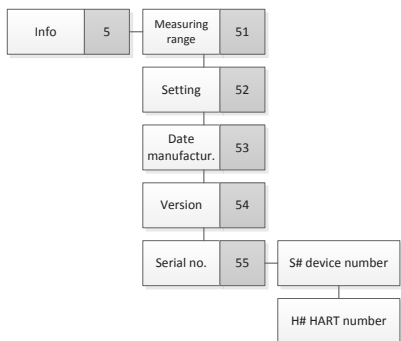 Info
5
Measuring
range
51
Setting
52
Date
manufactur.
53
Version
54
Serial no.
55
S# device number
H# HART number